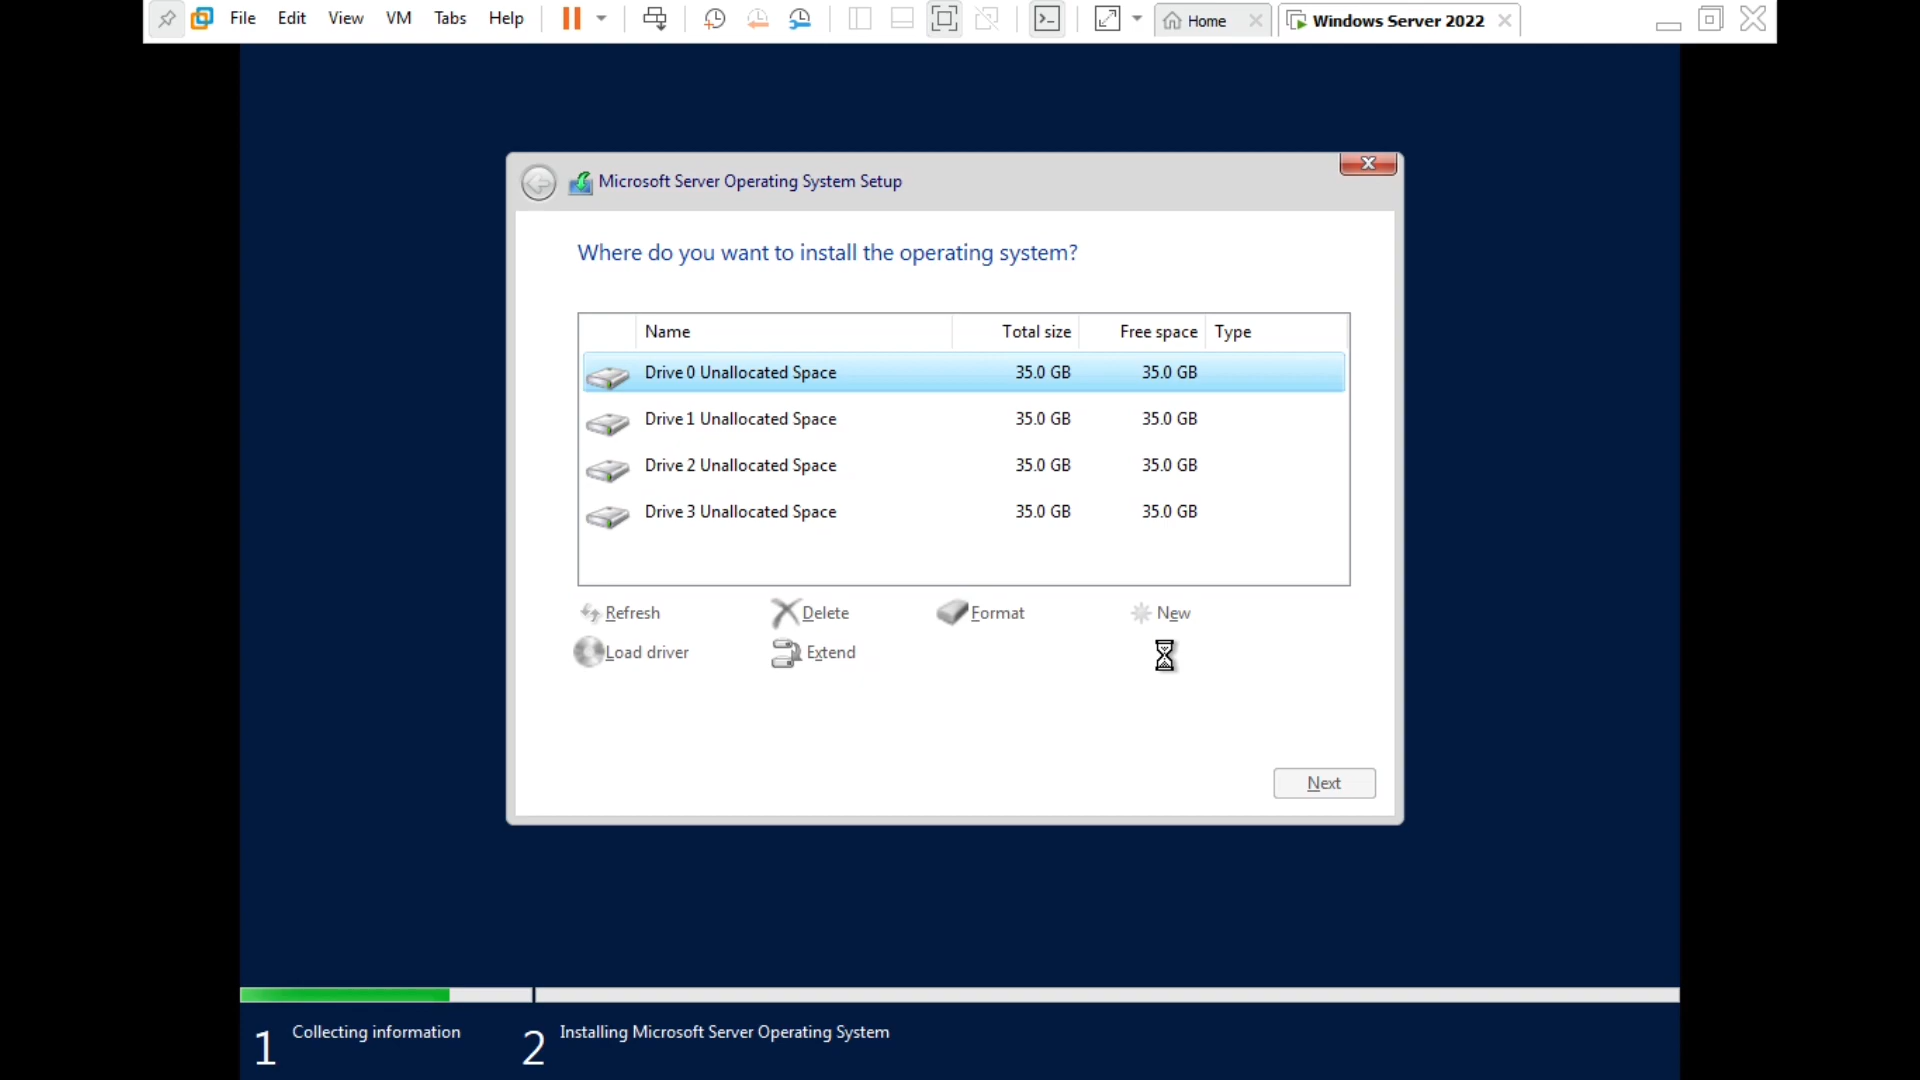 File Edit View VM Tabs Help Home Windows Server 2022
Microsoft Server Operating System Setup
Where do you want to install the operating system?
Name Total size Free space Type
Drive 0 Unallocated Space 35.0 GB 35.0 GB
Drive 1 Unallocated Space 35.0 GB 35.0 GB
Drive 2 Unallocated Space 35.0 GB 35.0 GB
Drive 3 Unallocated Space 35.0 GB 35.0 GB
Refresh Delete Format New
Load driver Extend
Next
1 Collecting information 2 Installing Microsoft Server Operating System